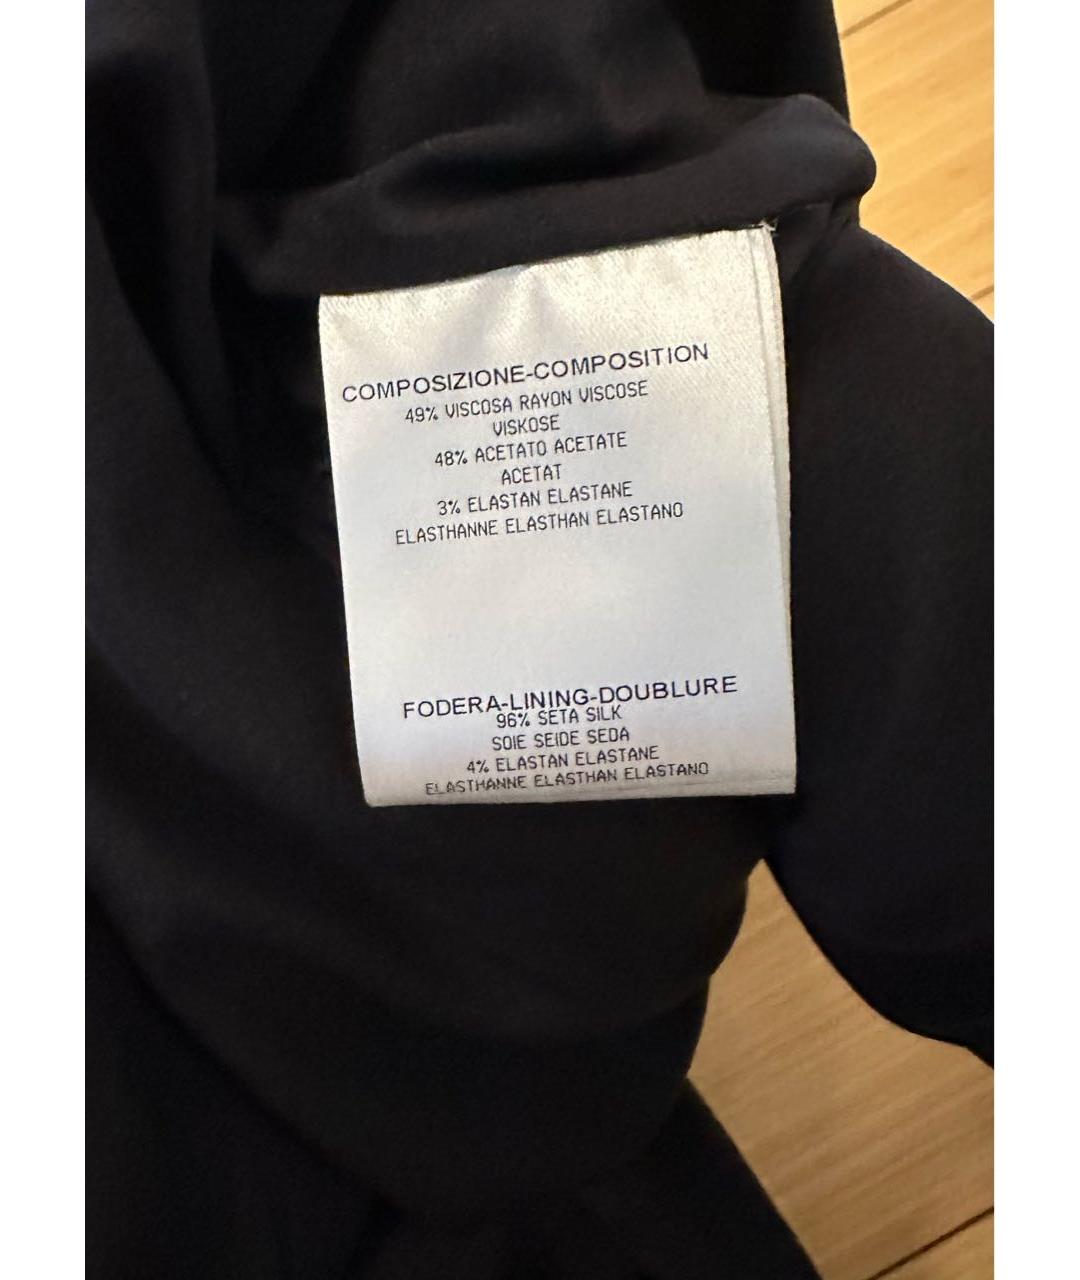 COMPOSIZIONE-COMPOSITION
49% VISCOSA RAYON VISCOSE
VISKOSE
48% ACETATO ACETATE
ACETAT
3% ELASTAN ELASTANE
ELASTHANNE ELASTHAN ELASTANO
FODERA-LINING-DOUBLURE
96% SETA SILK
SOIE SEIDE SEDA
4% ELASTAN ELASTANE
ELASTHANNE ELASTHAN ELASTANO